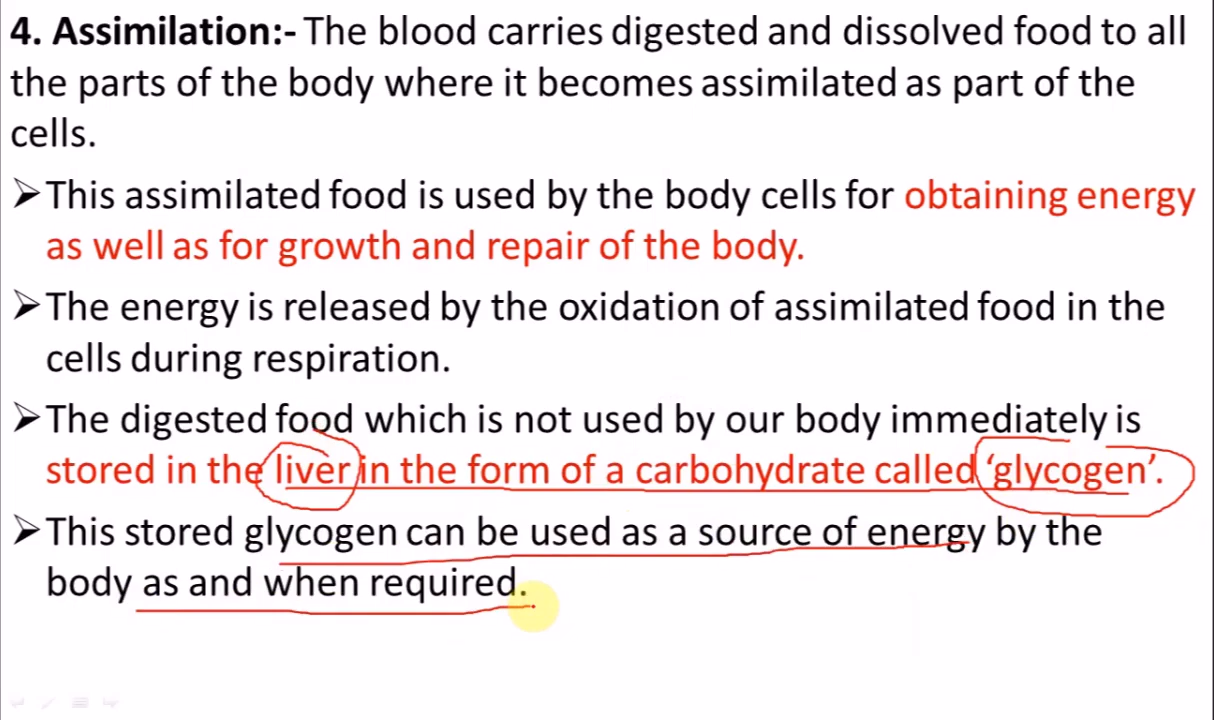 4. Assimilation:- The blood carries digested and dissolved food to all
the parts of the body where it becomes assimilated as part of the
cells.
➤This assimilated food is used by the body cells for obtaining energy
as well as for growth and repair of the body.
➤The energy is released by the oxidation of assimilated food in the
cells during respiration.
➤The digested food which is not used by our body immediately is
stored in the liver in the form of a carbohydrate called ‘glycogen’.
➤This stored glycogen can be used as a source of energy by the
body as and when required.